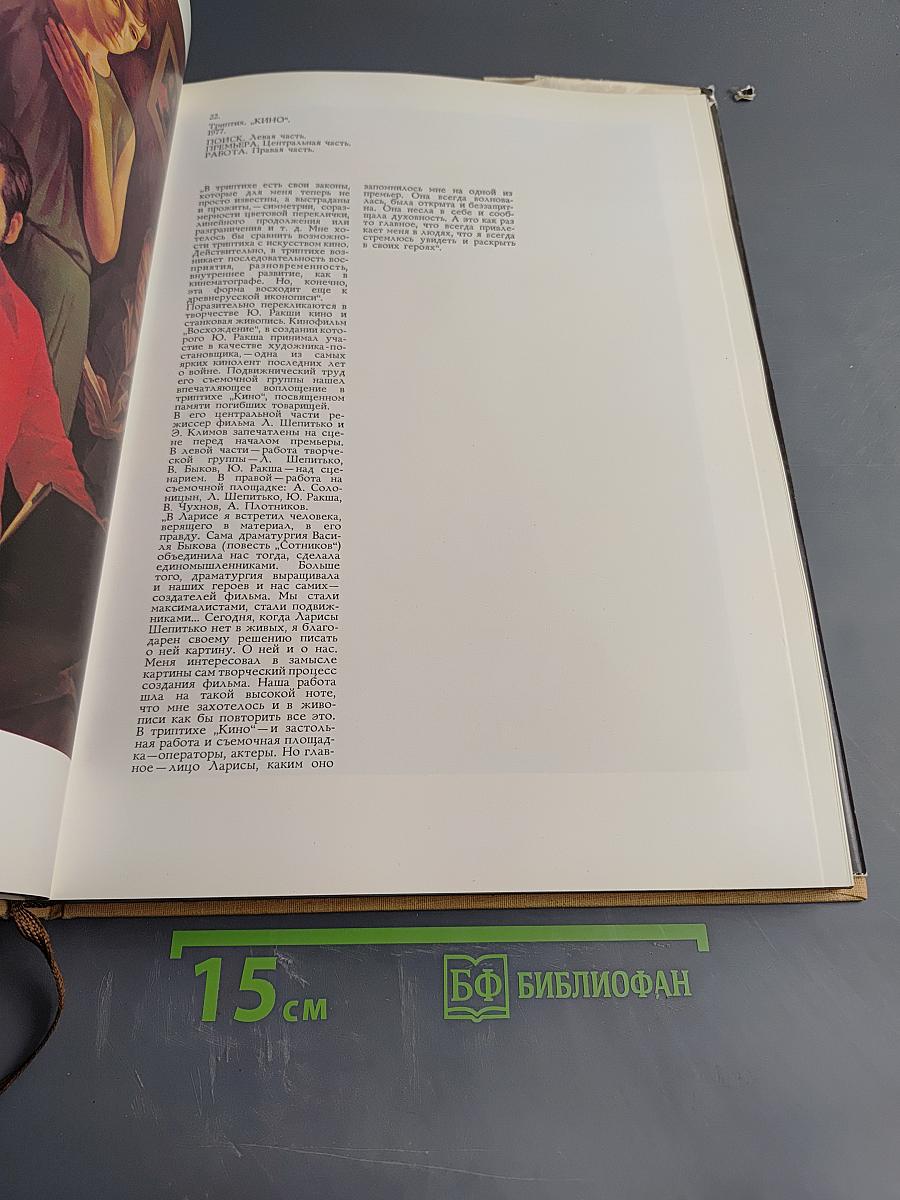 32.
Триптих. „КИНО“.
1977.
ПОИСК. Левая часть.
ПРЕМЬЕРА. Центральная часть.
РАБОТА. Правая часть.
„В триптихе есть свои законы,
которые для меня теперь не
просто известны, а выстраданы
и прожиты,—симметрии, сораз-
мерности цветовой переклички,
линейного продолжения или
разграничения и т. д. Мне хо-
телось бы сравнить возможно-
сти триптиха с искусством кино.
Действительно, в триптихе воз-
никает последовательность вос-
приятия, разновременность,
внутреннее развитие, как в
кинематографе. Но, конечно,
эта форма восходит еще к
древнерусской иконописи“.
Поразительно перекликаются в
творчестве Ю. Ракши кино и
станковая живопись. Кинофильм
„Восхождение“, в создании кото-
рого Ю. Ракша принимал уча-
стие в качестве художника-по-
становщика,—одна из самых
ярких кинолент последних лет
о войне. Подвижнический труд
его съемочной группы нашел
впечатляющее воплощение в
триптихе „Кино“, посвященном
памяти погибших товарищей.
В его центральной части ре-
жиссер фильма Л. Шепитько и
Э. Климов запечатлены на сце-
не перед началом премьеры.
В левой части—работа творче-
ской группы—Л. Шепитько,
В. Быков, Ю. Ракша—над сце-
нарием. В правой—работа на
съемочной площадке: А. Соло-
ницын, Л. Шепитько, Ю. Ракша,
В. Чухнов, А. Плотников.
„В Ларисе я встретил человека,
верящего в материал, в его
правду. Сама драматургия Васи-
ля Быкова (повесть „Сотников“)
объединила нас тогда, сделала
единомышленниками. Больше
того, драматургия выращивала
и наших героев и нас самих—
создателей фильма. Мы стали
максималистами, стали подвиж-
никами... Сегодня, когда Ларисы
Шепитько нет в живых, я благо-
дарен своему решению писать
о ней картину. О ней и о нас.
Меня интересовал в замысле
картины сам творческий процесс
создания фильма. Наша работа
шла на такой высокой ноте,
что мне захотелось и в живо-
писи как бы повторить все это.
В триптихе „Кино“—и застоль-
ная работа и съемочная площад-
ка—операторы, актеры. Но глав-
ное—лицо Ларисы, каким оно
запомнилось мне на одной из
премьер. Она всегда волнова-
лась, была открыта и беззащит-
на. Она несла в себе и сооб-
щала духовность. А это как раз
то главное, что всегда привле-
кает меня в людях, что я всегда
стремлюсь увидеть и раскрыть
в своих героях“.
15 см
БФ БИБЛИОФАН